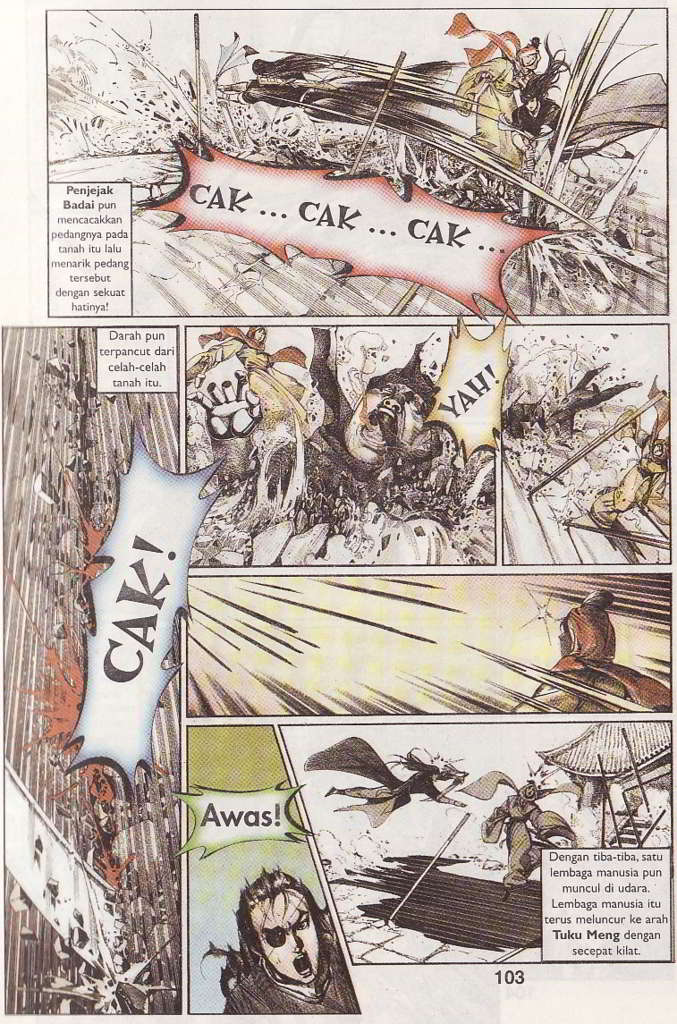 CAK ... CAK ... CAK ...
Penjejak
Badai pun
mencacakkan
pedangnya pada
tanah itu lalu
menarik pedang
tersebut
dengan sekuat
hatinya!
Darah pun
terpancut dari
celah-celah
tanah itu.
CAK!
YAH!
Awas!
Dengan tiba-tiba, satu
lembaga manusia pun
muncul di udara.
Lembaga manusia itu
terus meluncur ke arah
Tuku Meng dengan
secepat kilat.
103